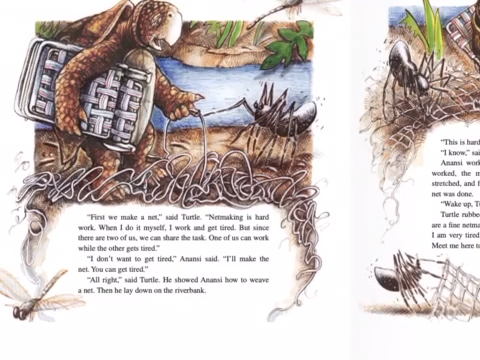 “First we make a net,” said Turtle. “Netmaking is hard
work. When I do it myself, I work and get tired. But since
there are two of us, we can share the task. One of us can work
while the other gets tired.”
“I don’t want to get tired,” Anansi said. “I’ll make the
net. You can get tired.”
“All right,” said Turtle. He showed Anansi how to weave
a net. Then he lay down on the riverbank.
“This is hard
“I know,”
Anansi
worked, the
stretched, and
net was done.
“Wake up,
Turtle
are a fine
I am very tired
Meet me here